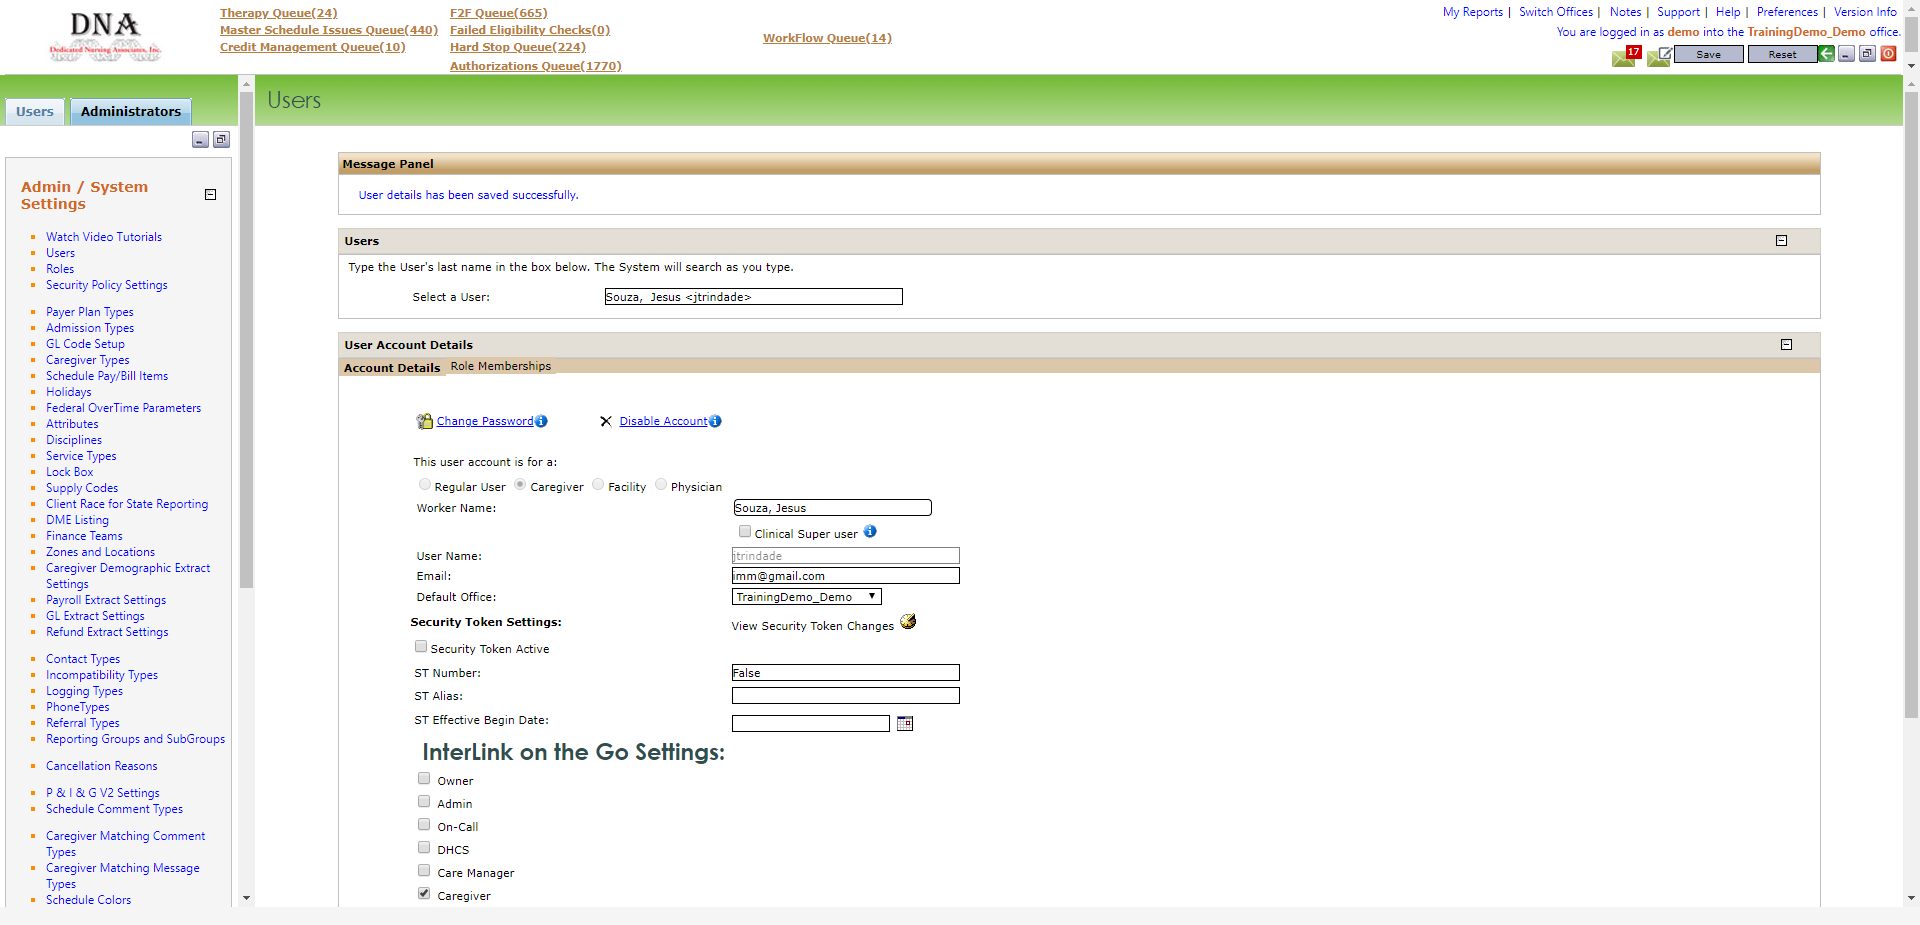 DNA
Dedicated Nursing Associates, Inc.
Therapy Queue(24)
Master Schedule Issues Queue(440)
Credit Management Queue(10)
F2F Queue(665)
Failed Eligibility Checks(0)
Hard Stop Queue(224)
Authorizations Queue(1770)
WorkFlow Queue(14)
My Reports | Switch Offices | Notes | Support | Help | Preferences | Version Info
You are logged in as demo into the TrainingDemo_Demo office.
17
Save
Reset
Users
Administrators
Users
Admin / System
Settings
Watch Video Tutorials
Users
Roles
Security Policy Settings
Payer Plan Types
Admission Types
GL Code Setup
Caregiver Types
Schedule Pay/Bill Items
Holidays
Federal OverTime Parameters
Attributes
Disciplines
Service Types
Lock Box
Supply Codes
Client Race for State Reporting
DME Listing
Finance Teams
Zones and Locations
Caregiver Demographic Extract
Settings
Payroll Extract Settings
GL Extract Settings
Refund Extract Settings
Contact Types
Incompatibility Types
Logging Types
PhoneTypes
Referral Types
Reporting Groups and SubGroups
Cancellation Reasons
P & I & G V2 Settings
Schedule Comment Types
Caregiver Matching Comment
Types
Caregiver Matching Message
Types
Schedule Colors
Message Panel
User details has been saved successfully.
Users
Type the User's last name in the box below. The System will search as you type.
Select a User:
Souza, Jesus <jtrindade>
User Account Details
Account Details
Role Memberships
Change Password
Disable Account
This user account is for a:
Regular User
Caregiver
Facility
Physician
Worker Name:
Souza, Jesus
Clinical Super user
User Name:
jtrindade
Email:
imm@gmail.com
Default Office:
TrainingDemo_Demo
Security Token Settings:
View Security Token Changes
Security Token Active
ST Number:
False
ST Alias:
ST Effective Begin Date:
InterLink on the Go Settings:
Owner
Admin
On-Call
DHCS
Care Manager
Caregiver